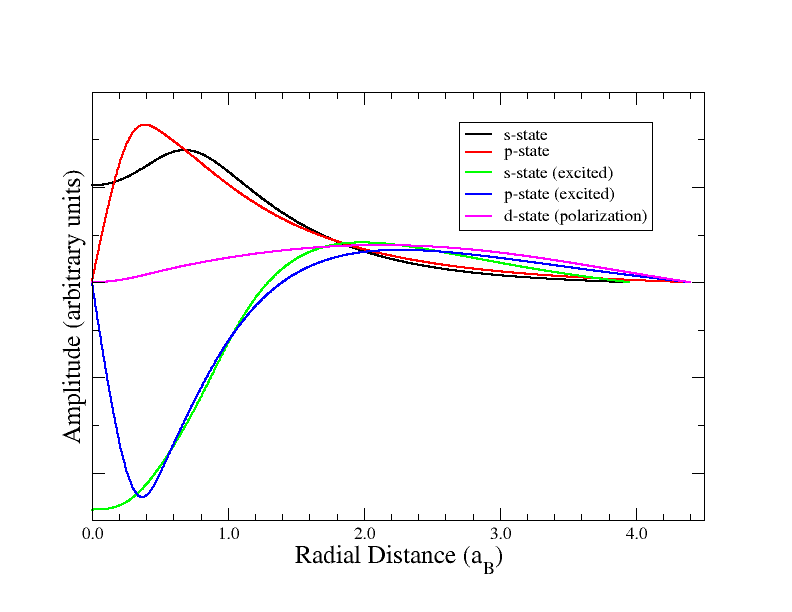 s-state
p-state
s-state (excited)
p-state (excited)
d-state (polarization)
Amplitude (arbitrary units)
0.0 1.0 2.0 3.0 4.0
Radial Distance (a_B)